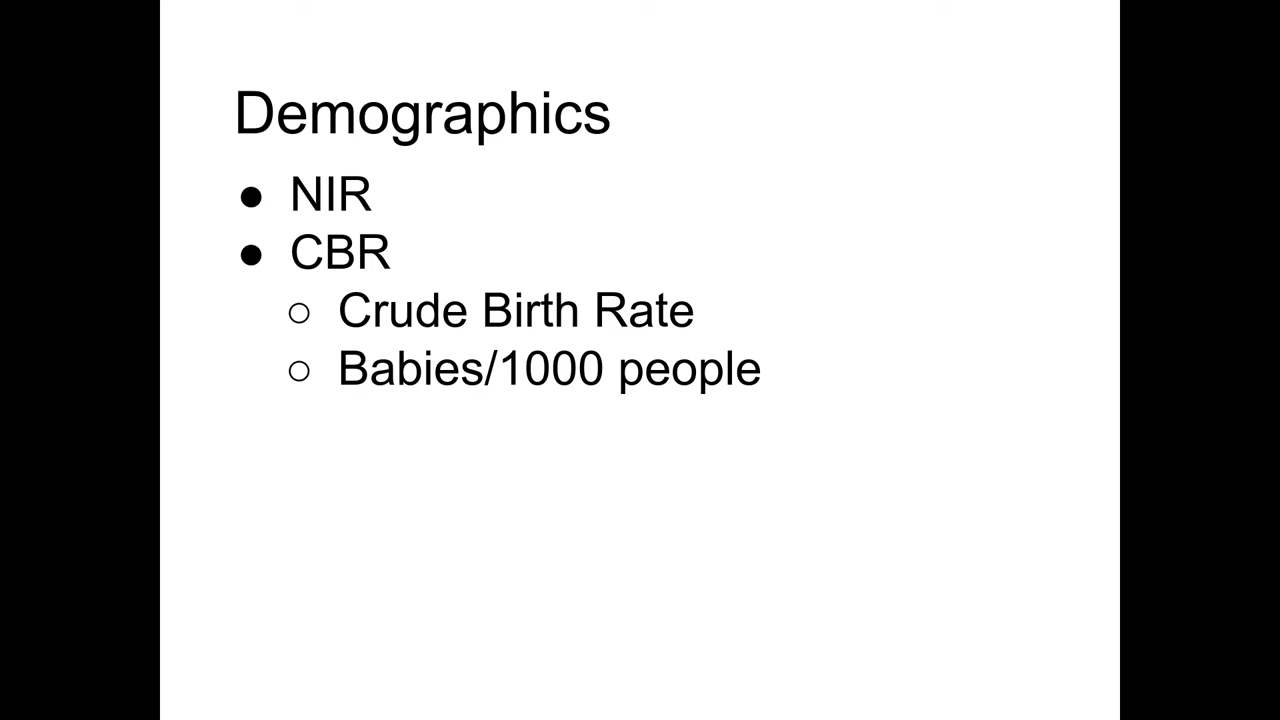 Demographics
● NIR
● CBR
○ Crude Birth Rate
○ Babies/1000 people